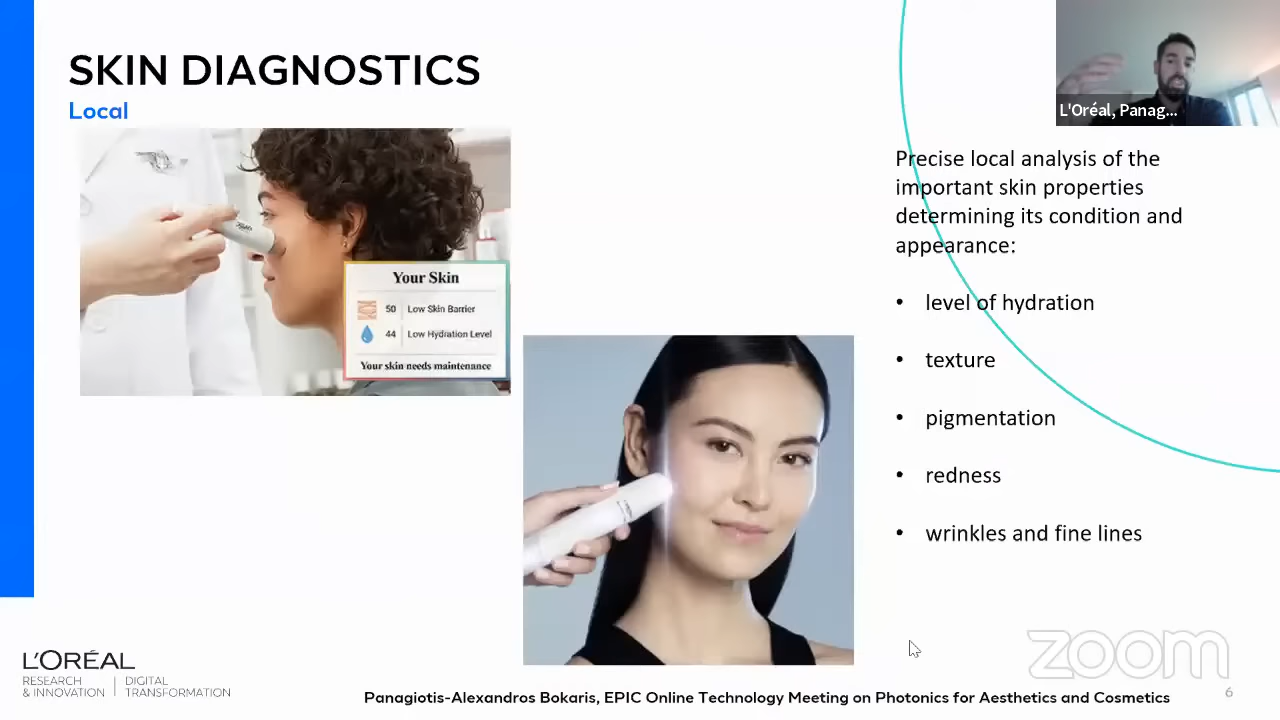 SKIN DIAGNOSTICS
Local
L'Oréal, Panag...
Your Skin
50 Low Skin Barrier
44 Low Hydration Level
Your skin needs maintenance
Precise local analysis of the
important skin properties
determining its condition and
appearance:
• level of hydration
• texture
• pigmentation
• redness
• wrinkles and fine lines
L'ORÉAL
RESEARCH
& INNOVATION
DIGITAL
TRANSFORMATION
zoom
Panagiotis-Alexandros Bokaris, EPIC Online Technology Meeting on Photonics for Aesthetics and Cosmetics
6